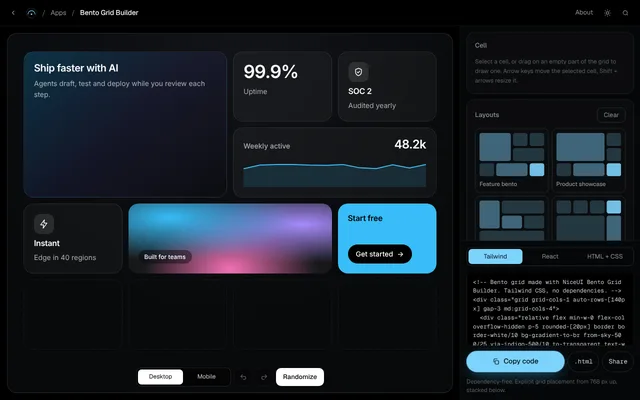 / Apps / Bento Grid Builder
About
Ship faster with AI
Agents draft, test and deploy while you review each
step.
99.9%
Uptime
SOC 2
Audited yearly
Weekly active
48.2k
Instant
Edge in 40 regions
Built for teams
Start free
Get started →
Desktop
Mobile
Randomize
Cell
Select a cell, or drag on an empty part of the grid to
draw one. Arrow keys move the selected cell, Shift +
arrows resize it.
Layouts
Clear
Feature bento
Product showcase
Tailwind
React
HTML + CSS
<!-- Bento grid made with NiceUI Bento Grid
Builder. Tailwind CSS, no dependencies. -->
<div class="grid grid-cols-1 auto-rows-[140p
x] gap-3 md:grid-cols-4">
<div class="relative flex min-w-0 flex-col
overflow-hidden p-5 rounded-[20px] border bo
rder-white/10 bg-gradient-to-br from-sky-50
0/25 via-indigo-500/10 to-transparent text-w
Copy code
.html
Share
Dependency-free. Explicit grid placement from 768 px up,
stacked below.